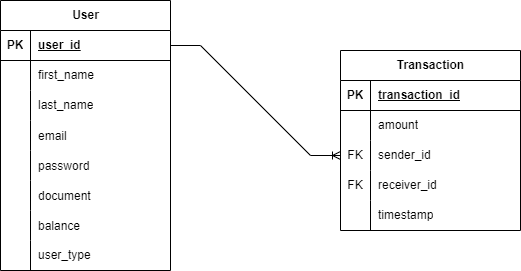 User
PK user_id
first_name
last_name
email
password
document
balance
user_type
Transaction
PK transaction_id
amount
FK sender_id
FK receiver_id
timestamp